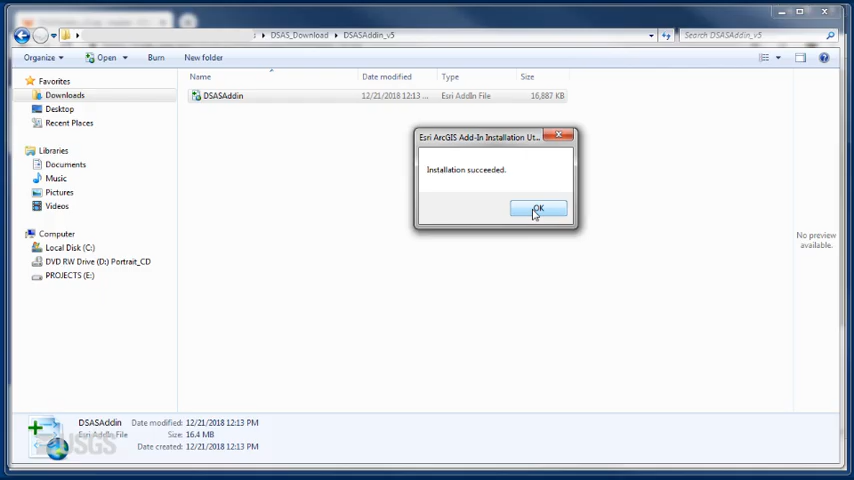 DSAS_Download
DSASAddin_v5
Search DSASAddin_v5
Organize
Open
Burn
New folder
Name
Date modified
Type
Size
DSASAddin
12/21/2018 12:13 ...
Esri AddIn File
16,887 KB
Favorites
Downloads
Desktop
Recent Places
Libraries
Documents
Music
Pictures
Videos
Computer
Local Disk (C:)
DVD RW Drive (D:) Portrait_CD
PROJECTS (E:)
Esri ArcGIS Add-In Installation Ut...
Installation succeeded.
OK
No preview
available.
DSASAddin
Date modified: 12/21/2018 12:13 PM
Esri AddIn File
Size: 16.4 MB
Date created: 12/21/2018 12:13 PM
USGS